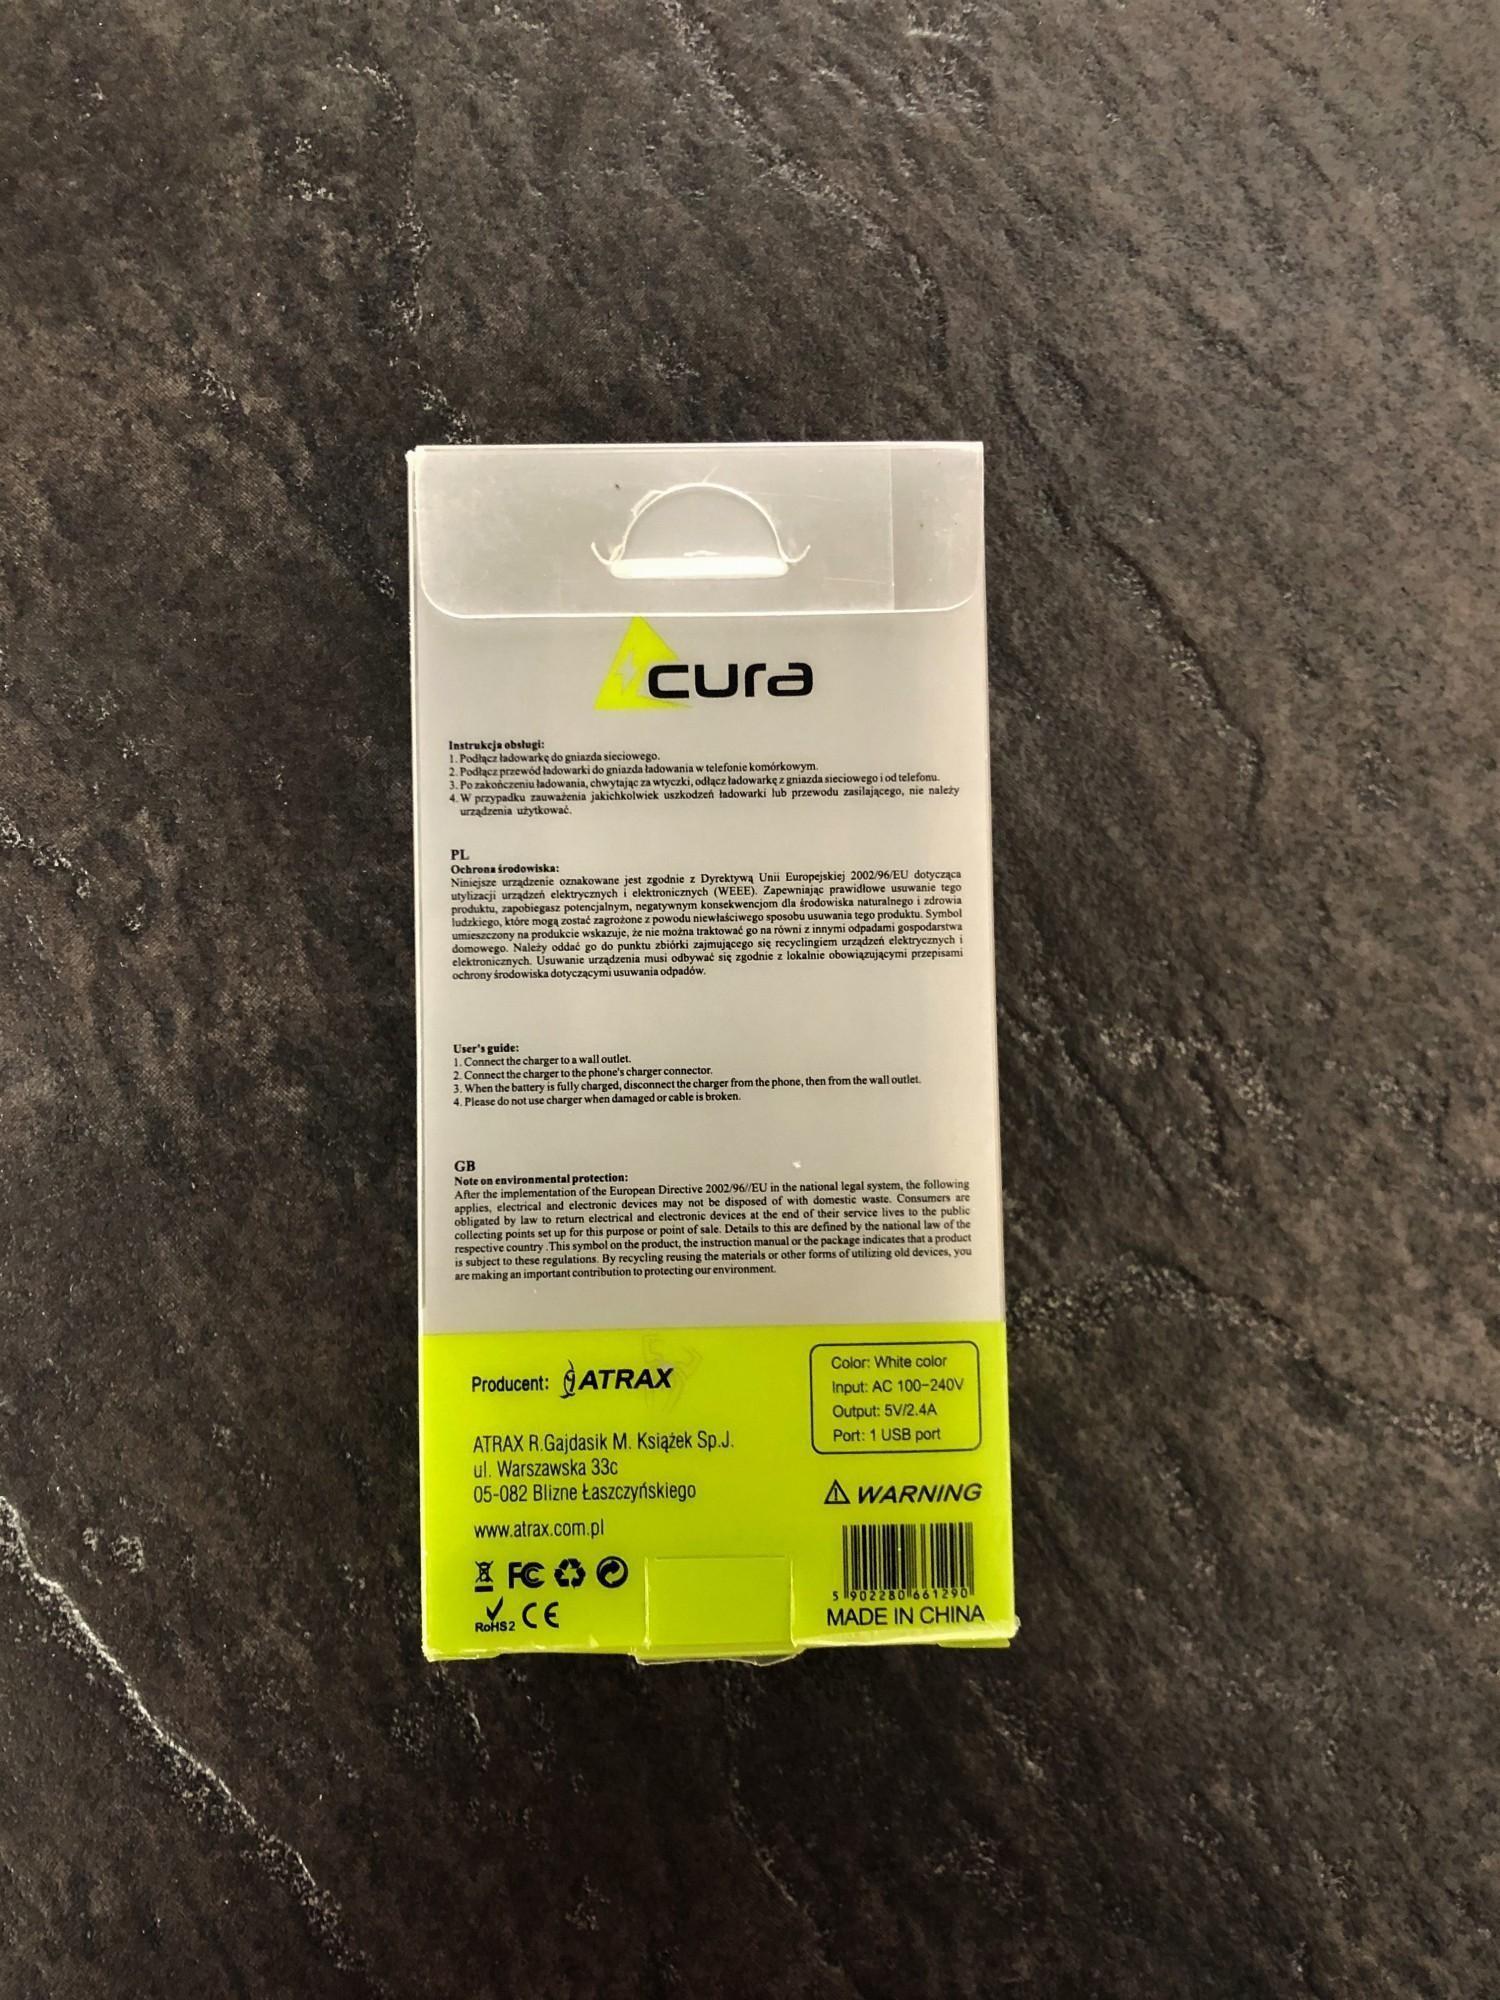 cura
Instrukcja obsługi:
1. Podłącz ładowarkę do gniazda sieciowego.
2. Podłącz przewód ładowarki do gniazda ładowania w telefonie komórkowym.
3. Po zakończeniu ładowania, chwytając za wtyczki, odłącz ładowarkę z gniazda sieciowego i od telefonu.
4. W przypadku zauważenia jakichkolwiek uszkodzeń ładowarki lub przewodu zasilającego, nie należy
urządzenia użytkować.
PL
Ochrona środowiska:
Niniejsze urządzenie oznakowane jest zgodnie z Dyrektywą Unii Europejskiej 2002/96/EU dotycząca
utylizacji urządzeń elektrycznych i elektronicznych (WEEE). Zapewniając prawidłowe usuwanie tego
produktu, zapobiegasz potencjalnym, negatywnym konsekwencjom dla środowiska naturalnego i zdrowia
ludzkiego, które mogą zostać zagrożone z powodu niewłaściwego sposobu usuwania tego produktu. Symbol
umieszczony na produkcie wskazuje, że nie można traktować go na równi z innymi odpadami gospodarstwa
domowego. Należy oddać go do punktu zbiórki zajmującego się recyclingiem urządzeń elektrycznych i
elektronicznych. Usuwanie urządzenia musi odbywać się zgodnie z lokalnie obowiązującymi przepisami
ochrony środowiska dotyczącymi usuwania odpadów.
User's guide:
1. Connect the charger to a wall outlet.
2. Connect the charger to the phone's charger connector.
3. When the battery is fully charged, disconnect the charger from the phone, then from the wall outlet.
4. Please do not use charger when damaged or cable is broken.
GB
Note on environmental protection:
After the implementation of the European Directive 2002/96//EU in the national legal system, the following
applies, electrical and electronic devices may not be disposed of with domestic waste. Consumers are
obligated by law to return electrical and electronic devices at the end of their service lives to the public
collecting points set up for this purpose or point of sale. Details to this are defined by the national law of the
respective country .This symbol on the product, the instruction manual or the package indicates that a product
is subject to these regulations. By recycling reusing the materials or other forms of utilizing old devices, you
are making an important contribution to protecting our environment.
Producent: ATRAX
ATRAX R.Gajdasik M. Książek Sp.J.
ul. Warszawska 33c
05-082 Blizne Łaszczyńskiego
www.atrax.com.pl
FC
RoHS2 CE
Color: White color
Input: AC 100-240V
Output: 5V/2.4A
Port: 1 USB port
WARNING
5 902280 661290
MADE IN CHINA